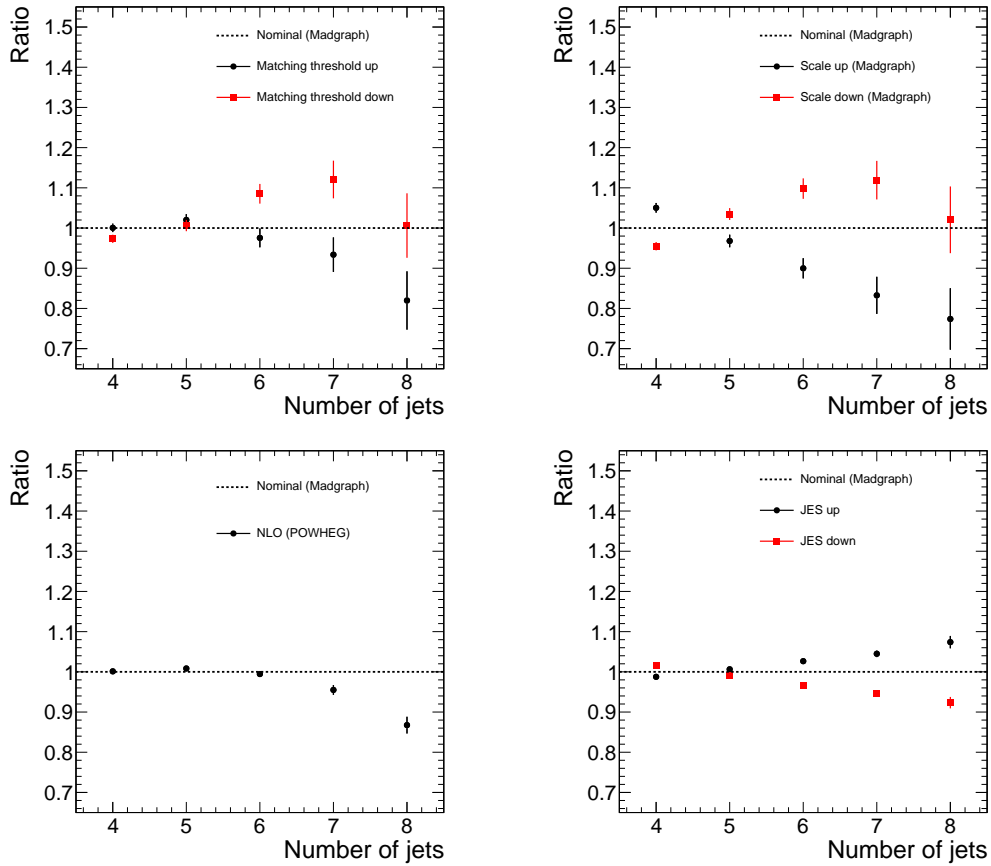 Ratio
1.5
1.4
1.3
1.2
1.1
1
0.9
0.8
0.7
Nominal (Madgraph)
Matching threshold up
Matching threshold down
4 5 6 7 8
Number of jets
Ratio
1.5
1.4
1.3
1.2
1.1
1
0.9
0.8
0.7
Nominal (Madgraph)
Scale up (Madgraph)
Scale down (Madgraph)
4 5 6 7 8
Number of jets
Ratio
1.5
1.4
1.3
1.2
1.1
1
0.9
0.8
0.7
Nominal (Madgraph)
NLO (POWHEG)
4 5 6 7 8
Number of jets
Ratio
1.5
1.4
1.3
1.2
1.1
1
0.9
0.8
0.7
Nominal (Madgraph)
JES up
JES down
4 5 6 7 8
Number of jets